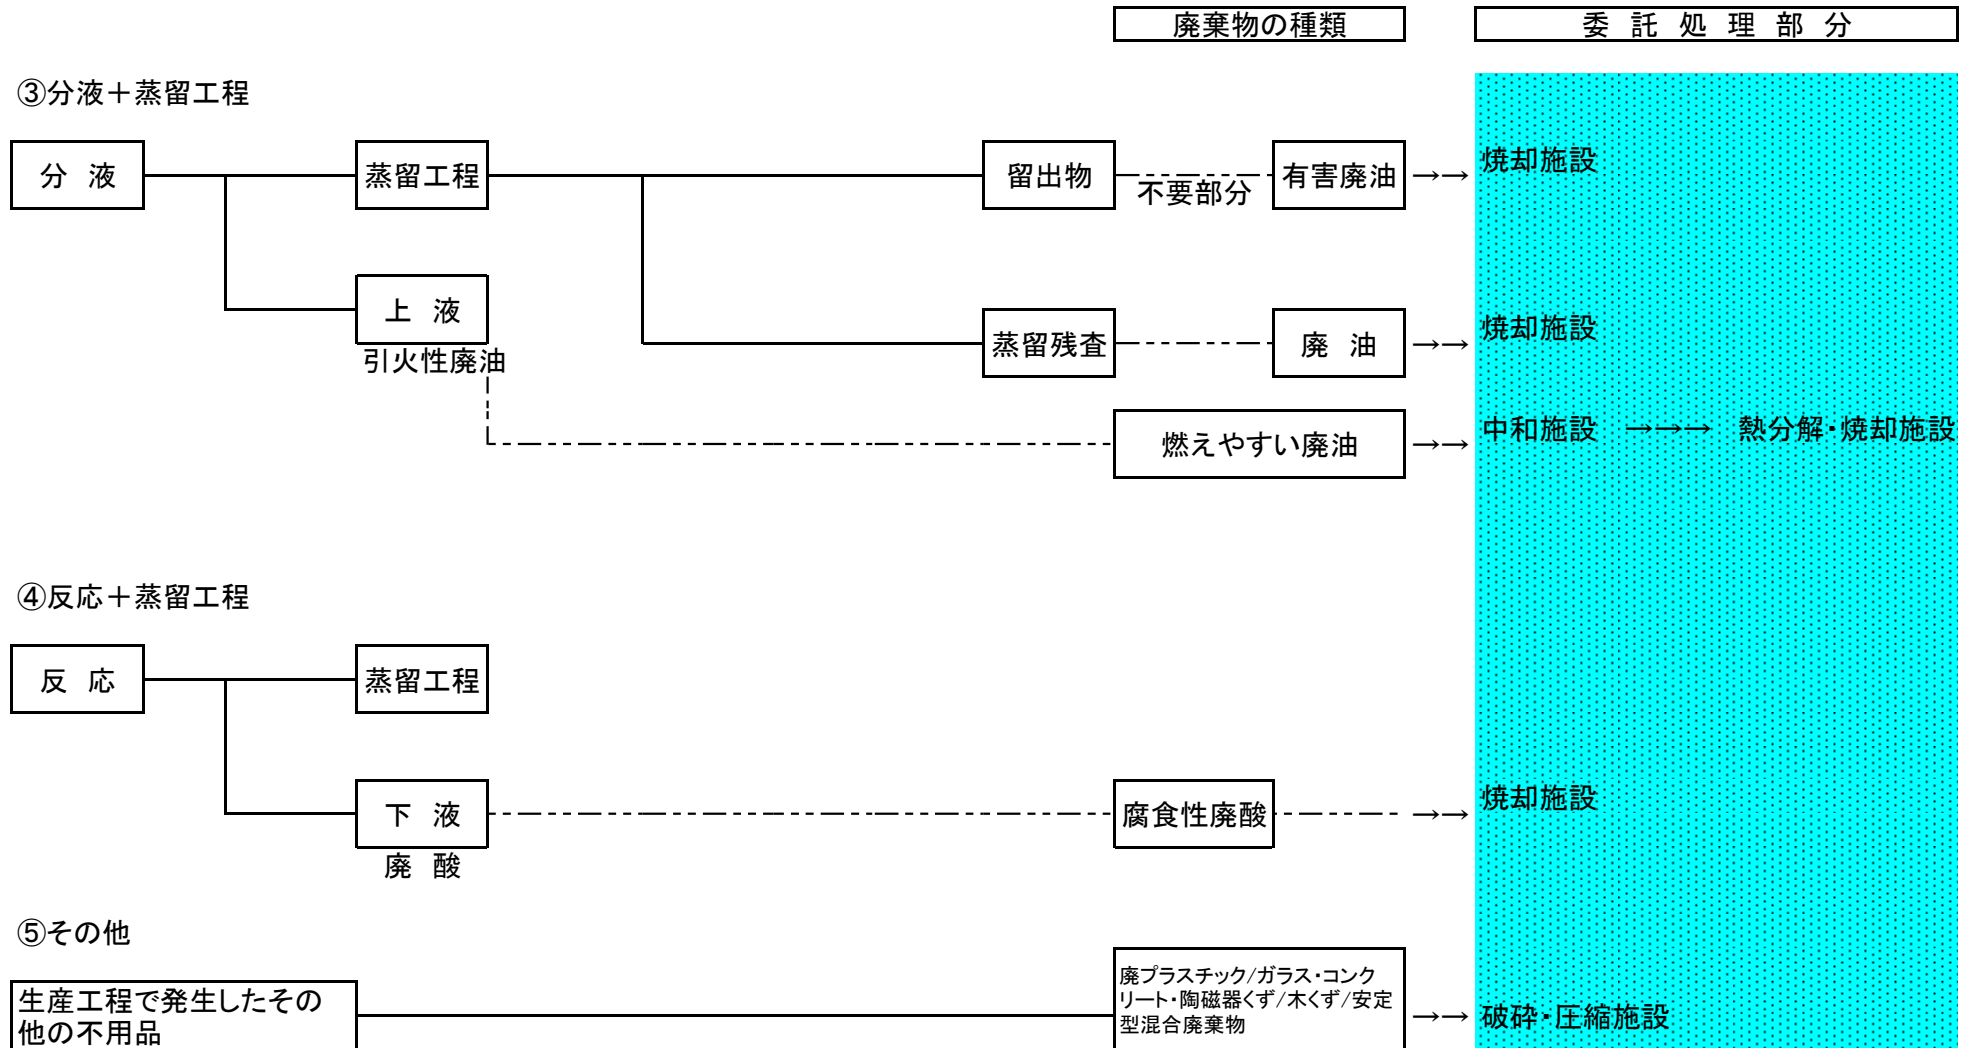 廃棄物の種類
委 託 処 理 部 分
③分液＋蒸留工程
分 液
蒸留工程
留出物
不要部分
有害廃油
→→
焼却施設
上 液
引火性廃油
蒸留残査
廃 油
→→
焼却施設
燃えやすい廃油
→→
中和施設 →→→ 熱分解・焼却施設
④反応＋蒸留工程
反 応
蒸留工程
下 液
廃 酸
腐食性廃酸
→→
焼却施設
⑤その他
生産工程で発生したその
他の不用品
廃プラスチック/ガラス・コンク
リート・陶磁器くず/木くず/安定
型混合廃棄物
→→
破砕・圧縮施設